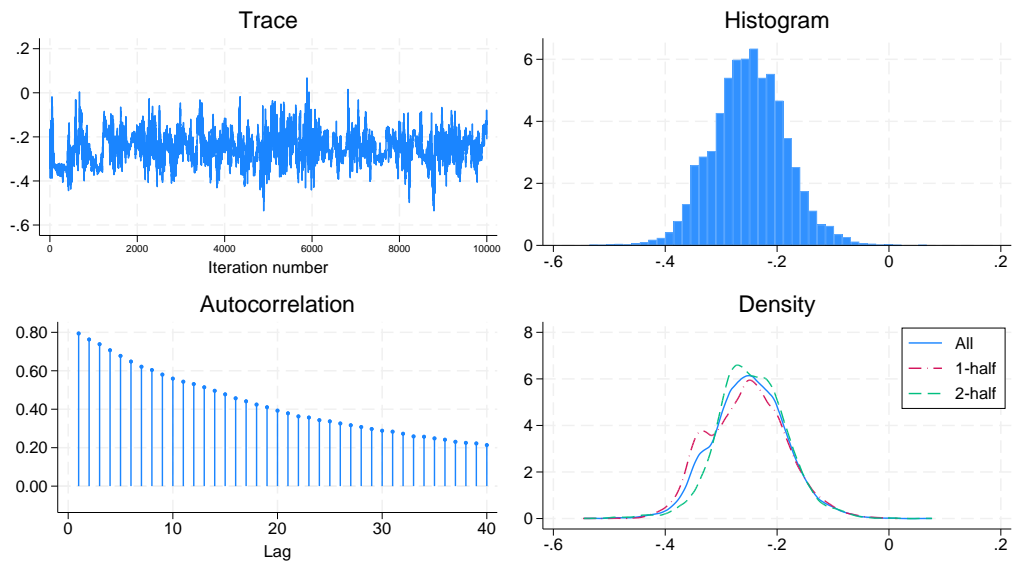 Trace
.2
0
-.2
-.4
-.6
0 2000 4000 6000 8000 10000
Iteration number
Histogram
6
4
2
0
-.6 -.4 -.2 0 .2
Autocorrelation
0.80
0.60
0.40
0.20
0.00
0 10 20 30 40
Lag
Density
8
6
4
2
0
-.6 -.4 -.2 0 .2
All
1-half
2-half